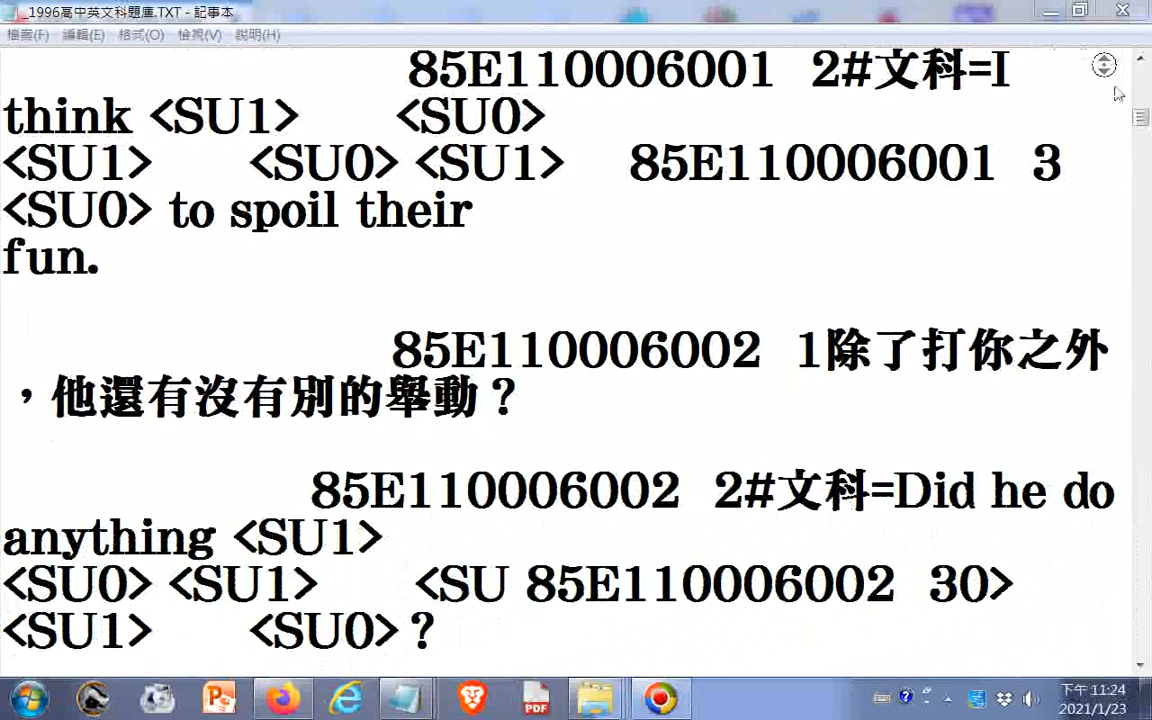 _1996高中英文科題庫.TXT - 記事本
檔案(F) 編輯(E) 格式(O) 檢視(V) 說明(H)
85E110006001 2#文科=I
think <SU1> <SU0>
<SU1> <SU0> <SU1> 85E110006001 3
<SU0> to spoil their
fun.
85E110006002 1除了打你之外
，他還有沒有別的舉動？
85E110006002 2#文科=Did he do
anything <SU1>
<SU0> <SU1> <SU 85E110006002 30>
<SU1> <SU0>？
PDF
下午 11:24
2021/1/23